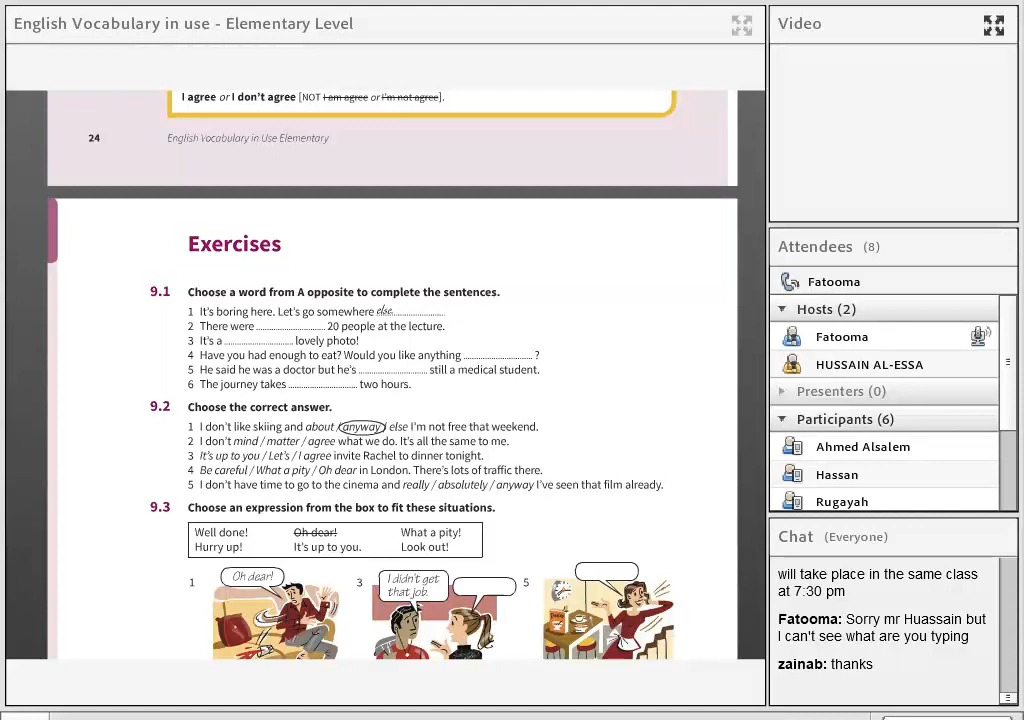 English Vocabulary in use - Elementary Level
I agree or I don't agree [NOT I am agree or I'm not agree].
24 English Vocabulary in Use Elementary
Exercises
9.1 Choose a word from A opposite to complete the sentences.
1 It's boring here. Let's go somewhere else
2 There were .............................. 20 people at the lecture.
3 It's a .............................. lovely photo!
4 Have you had enough to eat? Would you like anything .............................. ?
5 He said he was a doctor but he's .............................. still a medical student.
6 The journey takes .............................. two hours.
9.2 Choose the correct answer.
1 I don't like skiing and about / anyway / else I'm not free that weekend.
2 I don't mind / matter / agree what we do. It's all the same to me.
3 It's up to you / Let's / I agree invite Rachel to dinner tonight.
4 Be careful / What a pity / Oh dear in London. There's lots of traffic there.
5 I don't have time to go to the cinema and really / absolutely / anyway I've seen that film already.
9.3 Choose an expression from the box to fit these situations.
Well done! Oh dear! What a pity!
Hurry up! It's up to you. Look out!
1 Oh dear! 3 I didn't get 5
that job.
Video
Attendees (8)
Fatooma
Hosts (2)
Fatooma
HUSSAIN AL-ESSA
Presenters (0)
Participants (6)
Ahmed Alsalem
Hassan
Rugayah
Chat (Everyone)
will take place in the same class
at 7:30 pm
Fatooma: Sorry mr Huassain but
I can't see what are you typing
zainab: thanks